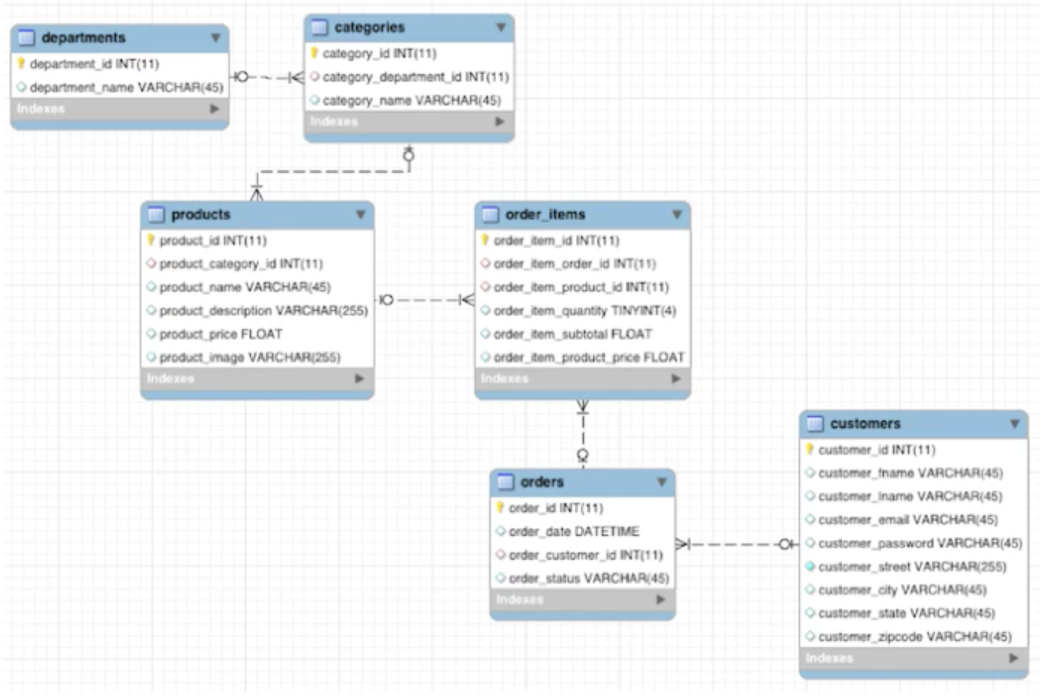 departments
department_id INT(11)
department_name VARCHAR(45)
Indexes
categories
category_id INT(11)
category_department_id INT(11)
category_name VARCHAR(45)
Indexes
products
product_id INT(11)
product_category_id INT(11)
product_name VARCHAR(45)
product_description VARCHAR(255)
product_price FLOAT
product_image VARCHAR(255)
Indexes
order_items
order_item_id INT(11)
order_item_order_id INT(11)
order_item_product_id INT(11)
order_item_quantity TINYINT(4)
order_item_subtotal FLOAT
order_item_product_price FLOAT
Indexes
orders
order_id INT(11)
order_date DATETIME
order_customer_id INT(11)
order_status VARCHAR(45)
Indexes
customers
customer_id INT(11)
customer_fname VARCHAR(45)
customer_lname VARCHAR(45)
customer_email VARCHAR(45)
customer_password VARCHAR(45)
customer_street VARCHAR(255)
customer_city VARCHAR(45)
customer_state VARCHAR(45)
customer_zipcode VARCHAR(45)
Indexes